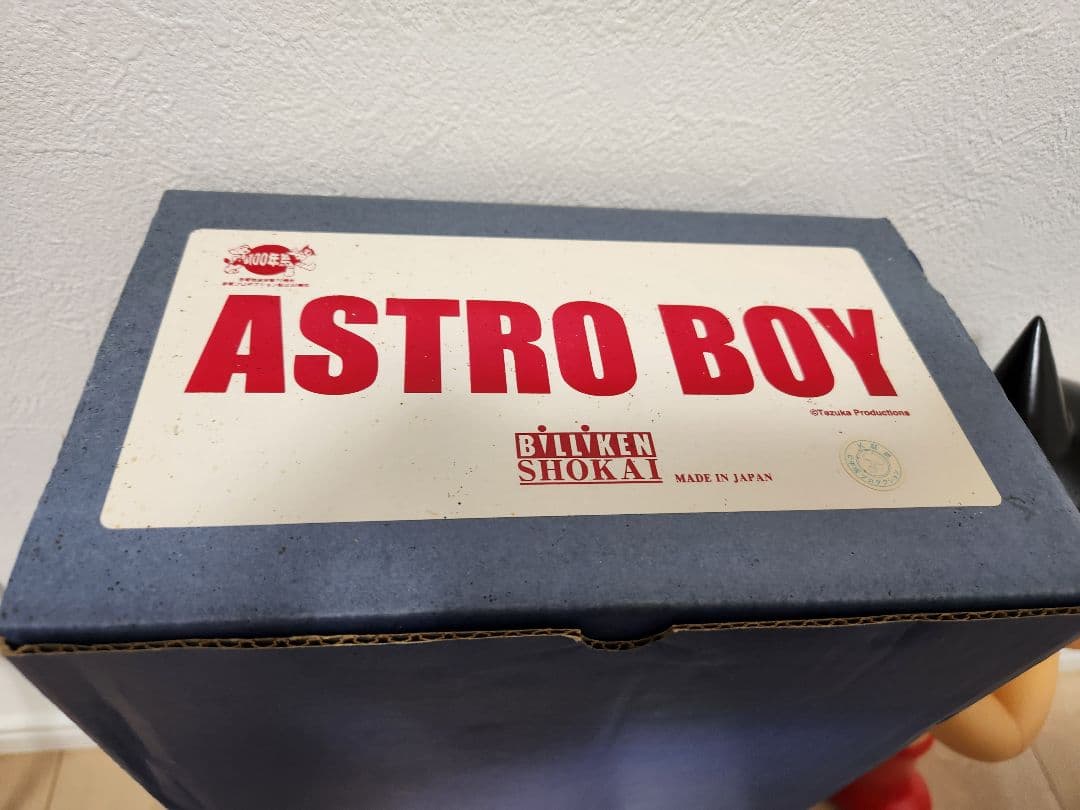 100年
ASTRO BOY
©Tezuka Productions
BILLIKEN
SHOKAI
MADE IN JAPAN